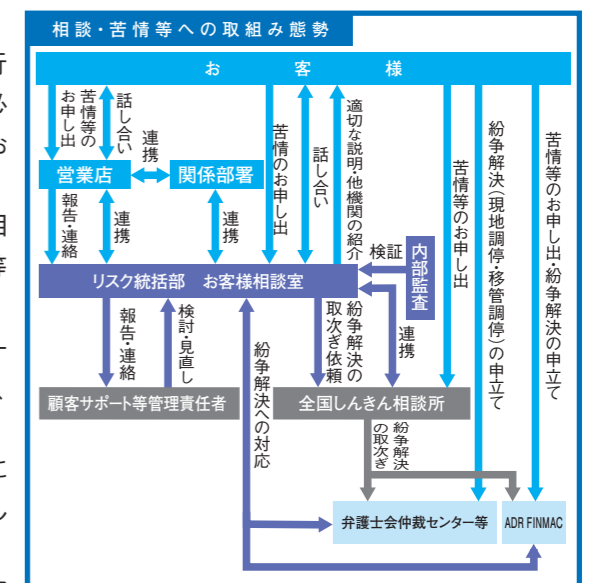 相談・苦情等への取組み態勢
お客様
苦情等の
お申し出
話し合い
連携
苦情のお申し出
話し合い
適切な説明・他機関の紹介
苦情等のお申し出
紛争解決(現地調停・移管調停)の申立て
苦情等のお申し出・紛争解決の申立て
営業店
関係部署
報告・連絡
連携
連携
検証
内部監査
リスク統括部 お客様相談室
報告・連絡
検討・見直し
紛争解決への対応
紛争解決の
取次ぎ依頼
連携
顧客サポート等管理責任者
全国しんきん相談所
紛争解決
の取次ぎ
弁護士会仲裁センター等
ADR FINMAC